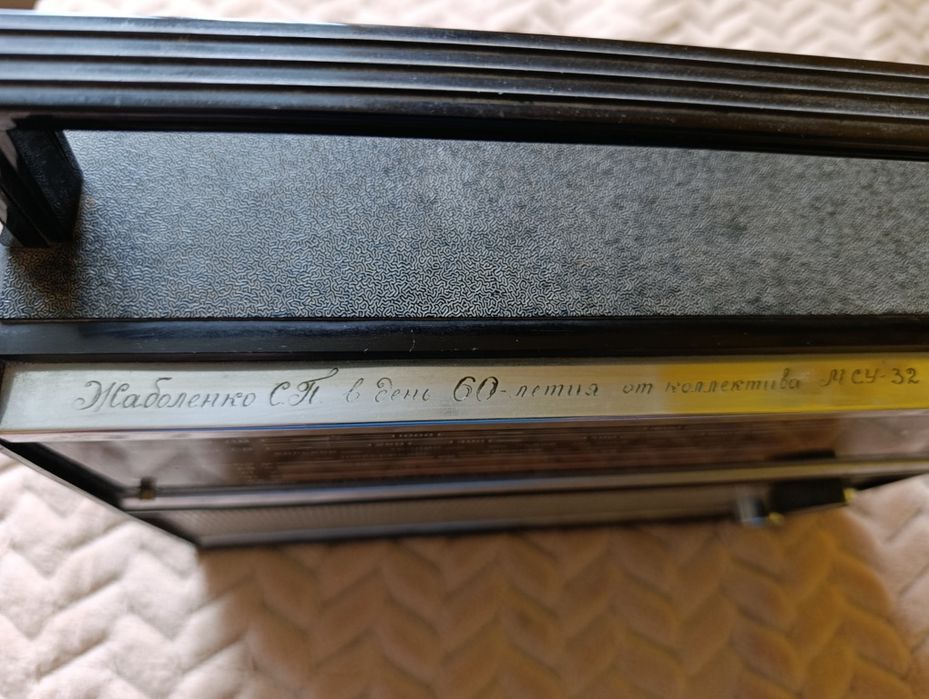 Жаболенко С.П. в день 60-летия от коллектива МСУ-32